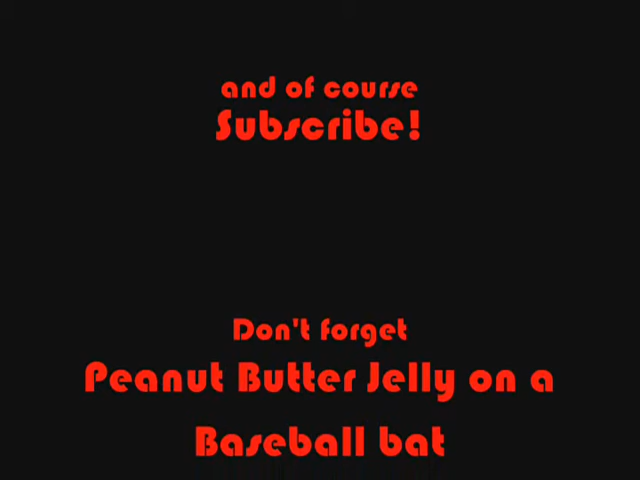 and of course
Subscribe!
Don't forget
Peanut Butter Jelly on a
Baseball bat